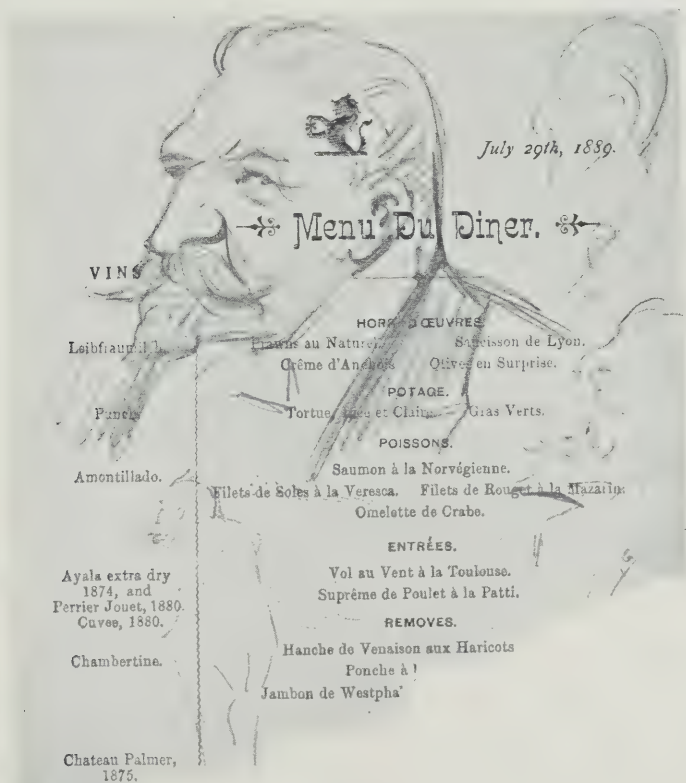 July 29th, 1889.
Menu Du Diner.
VINS
HORS D'ŒUVRES.
Prawns au Naturel. Saucisson de Lyon.
Crême d'Anchois Olives en Surprise.
POTAGE.
Punch
Tortue et Claire. Gras Verts.
POISSONS.
Amontillado.
Saumon à la Norvégienne.
Filets de Soles à la Veresca. Filets de Rouget à la Mazarin.
Omelette de Crabe.
ENTRÉES.
Ayala extra dry
1874, and
Perrier Jouet, 1880.
Cuvee, 1880.
Vol au Vent à la Toulouse.
Suprême de Poulet à la Patti.
REMOVES.
Chambertine.
Hanche de Venaison aux Haricots
Ponche à
Jambon de
Chateau Palmer,
1875.